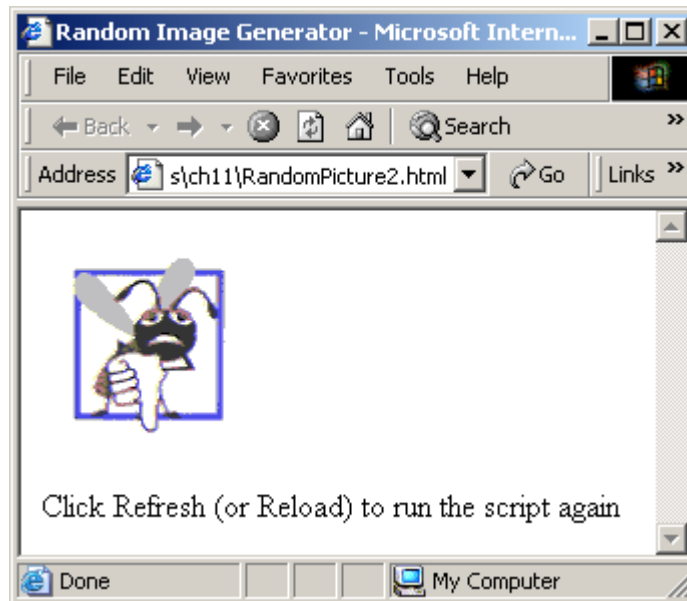 Random Image Generator - Microsoft Intern...
File Edit View Favorites Tools Help
Back Search »
Address s\ch11\RandomPicture2.html Go Links »
Click Refresh (or Reload) to run the script again
Done My Computer